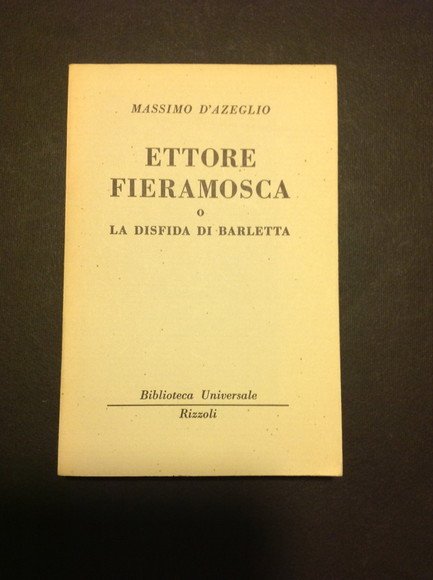 MASSIMO D'AZEGLIO
ETTORE
FIERAMOSCA
O
LA DISFIDA DI BARLETTA
Biblioteca Universale
Rizzoli